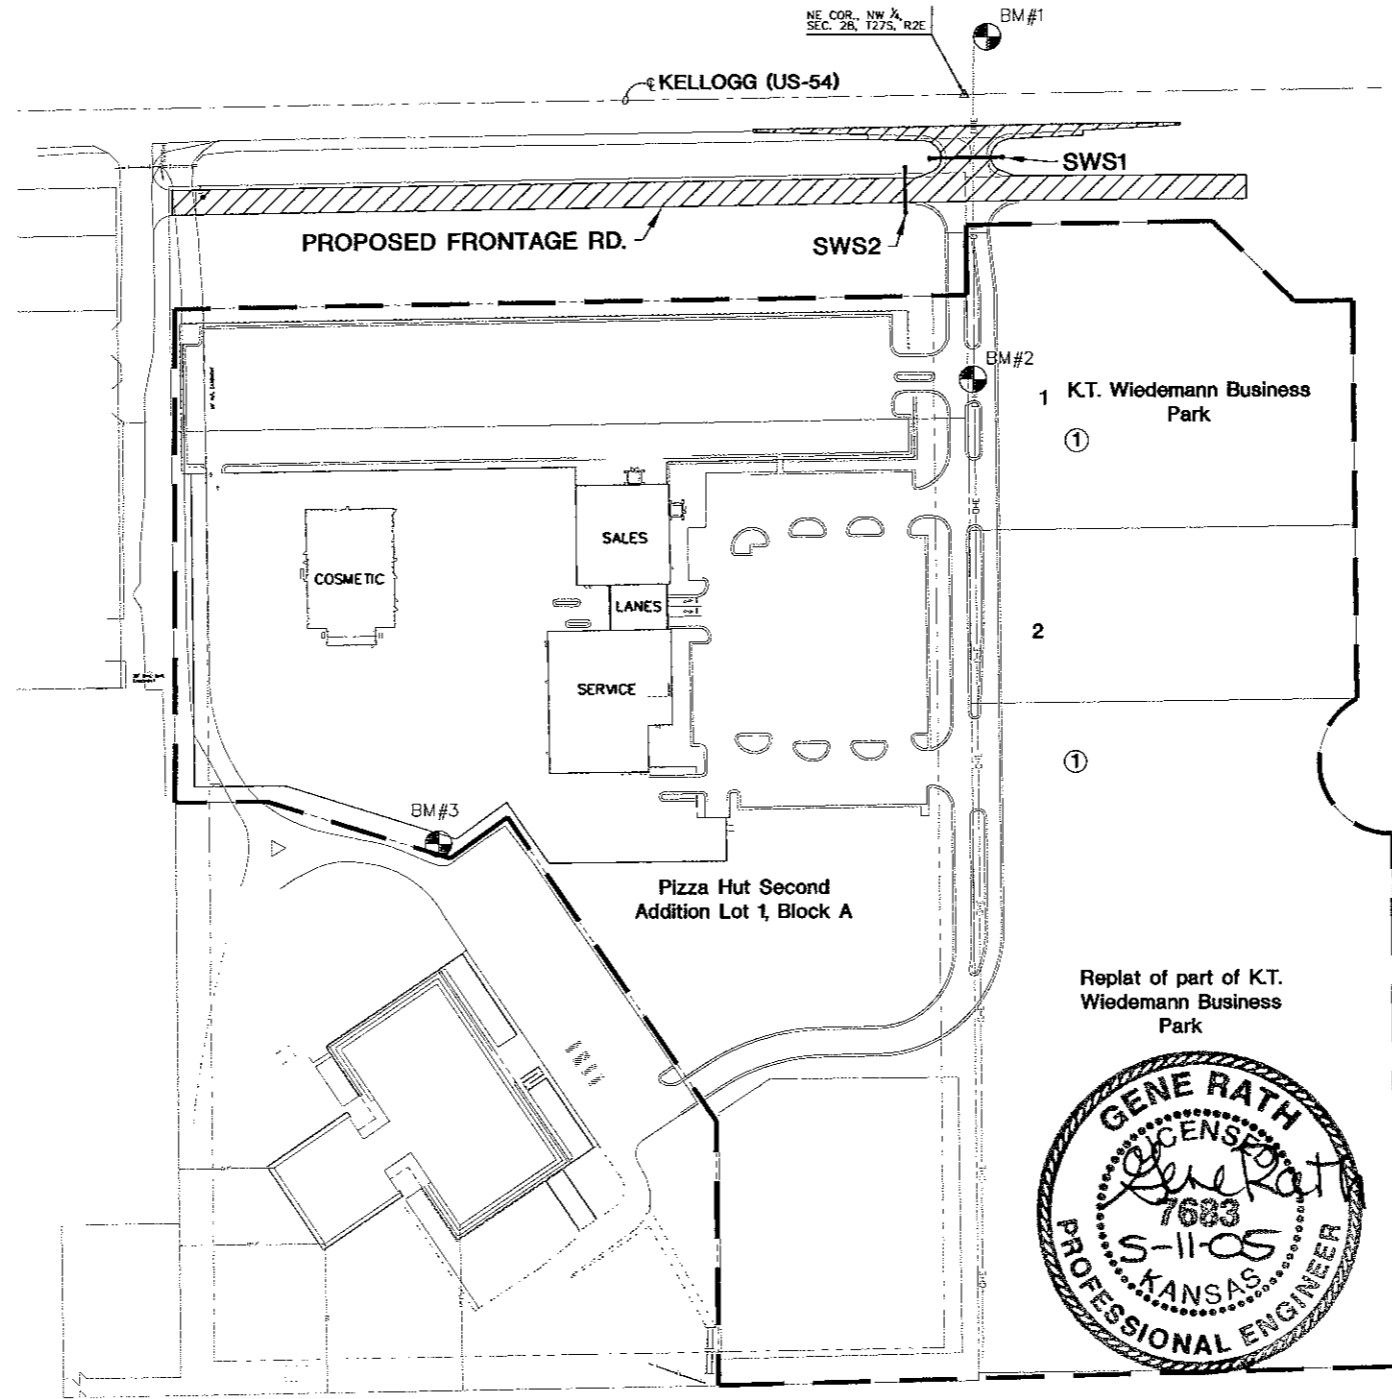 NE COR., NW ¼,
SEC. 28, T27S, R2E
BM#1
℄ KELLOGG (US-54)
SWS1
PROPOSED FRONTAGE RD.
SWS2
BM#2
1 K.T. Wiedemann Business
Park
1
SALES
COSMETIC
LANES
2
SERVICE
1
BM#3
Pizza Hut Second
Addition Lot 1, Block A
Replat of part of K.T.
Wiedemann Business
Park
GENE RATH
LICENSED
Gene Rath
7683
5-11-05
KANSAS
PROFESSIONAL ENGINEER